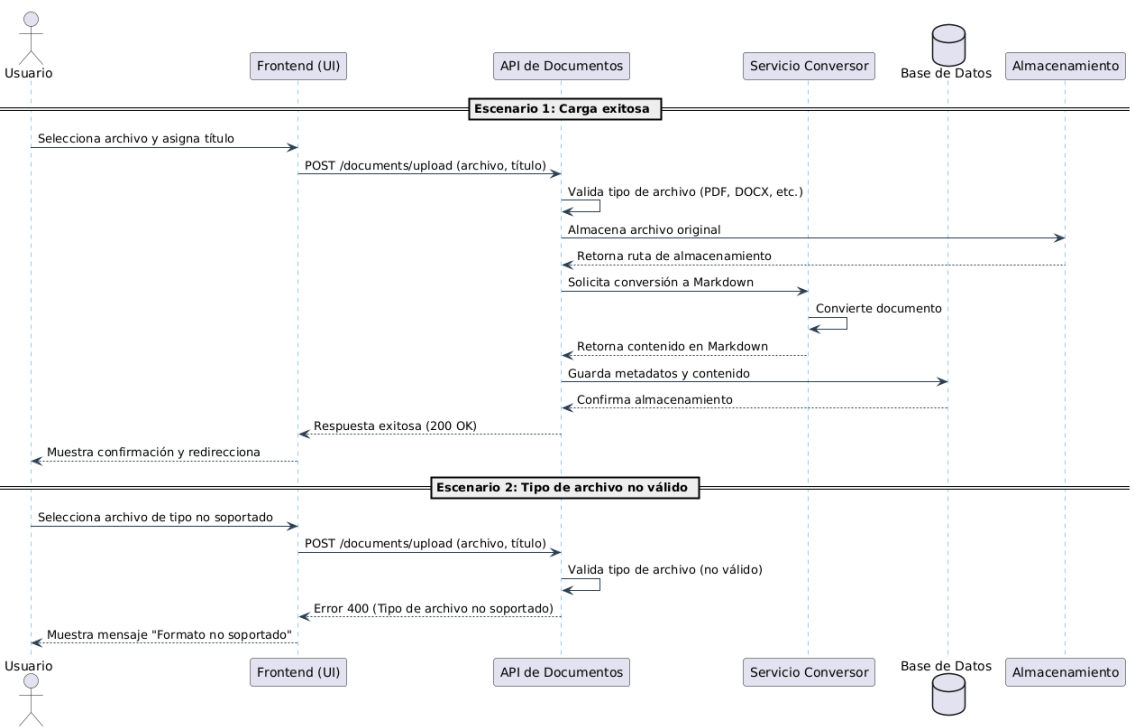 Usuario
Frontend (UI)
API de Documentos
Servicio Conversor
Base de Datos
Almacenamiento
Escenario 1: Carga exitosa
Selecciona archivo y asigna título
POST /documents/upload (archivo, título)
Valida tipo de archivo (PDF, DOCX, etc.)
Almacena archivo original
Retorna ruta de almacenamiento
Solicita conversión a Markdown
Convierte documento
Retorna contenido en Markdown
Guarda metadatos y contenido
Confirma almacenamiento
Respuesta exitosa (200 OK)
Muestra confirmación y redirecciona
Escenario 2: Tipo de archivo no válido
Selecciona archivo de tipo no soportado
POST /documents/upload (archivo, título)
Valida tipo de archivo (no válido)
Error 400 (Tipo de archivo no soportado)
Muestra mensaje "Formato no soportado"
Usuario
Frontend (UI)
API de Documentos
Servicio Conversor
Base de Datos
Almacenamiento